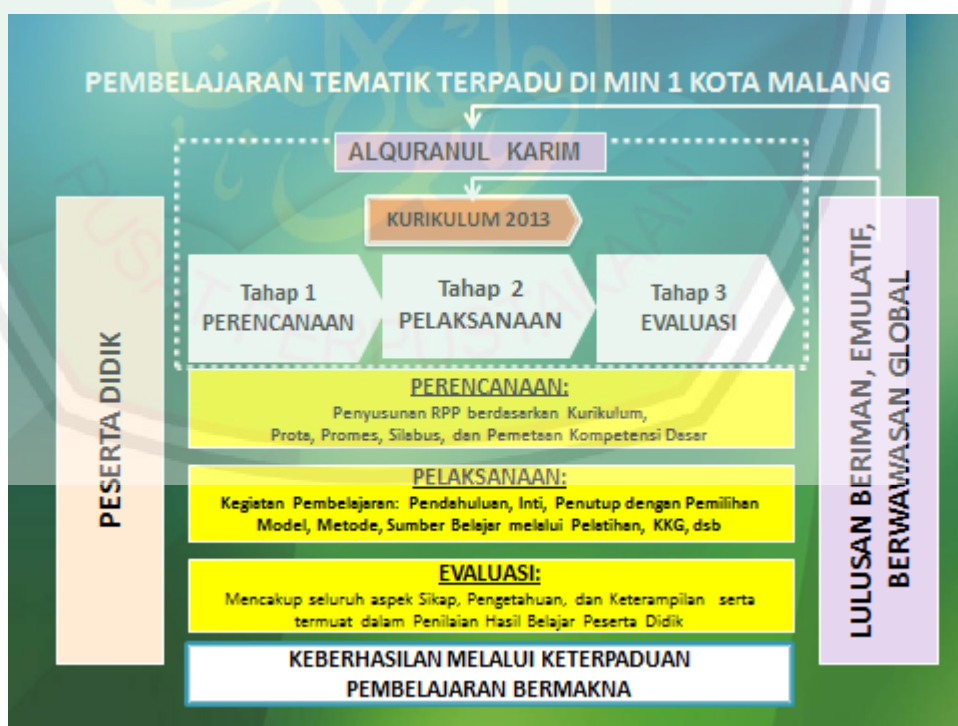 PEMBELAJARAN TEMATIK TERPADU DI MIN 1 KOTA MALANG
ALQURANUL KARIM
KURIKULUM 2013
Tahap 1
PERENCANAAN
Tahap 2
PELAKSANAAN
Tahap 3
EVALUASI
PESERTA DIDIK
PERENCANAAN:
Penyusunan RPP berdasarkan Kurikulum,
Prota, Promes, Silabus, dan Pemetaan Kompetensi Dasar
PELAKSANAAN:
Kegiatan Pembelajaran: Pendahuluan, Inti, Penutup dengan Pemilihan
Model, Metode, Sumber Belajar melalui Pelatihan, KKG, dsb
EVALUASI:
Mencakup seluruh aspek Sikap, Pengetahuan, dan Keterampilan serta
termuat dalam Penilaian Hasil Belajar Peserta Didik
KEBERHASILAN MELALUI KETERPADUAN
PEMBELAJARAN BERMAKNA
LULUSAN BERIMAN, EMULATIF,
BERWAWASAN GLOBAL
PUSAT PERPUSTAKAAN